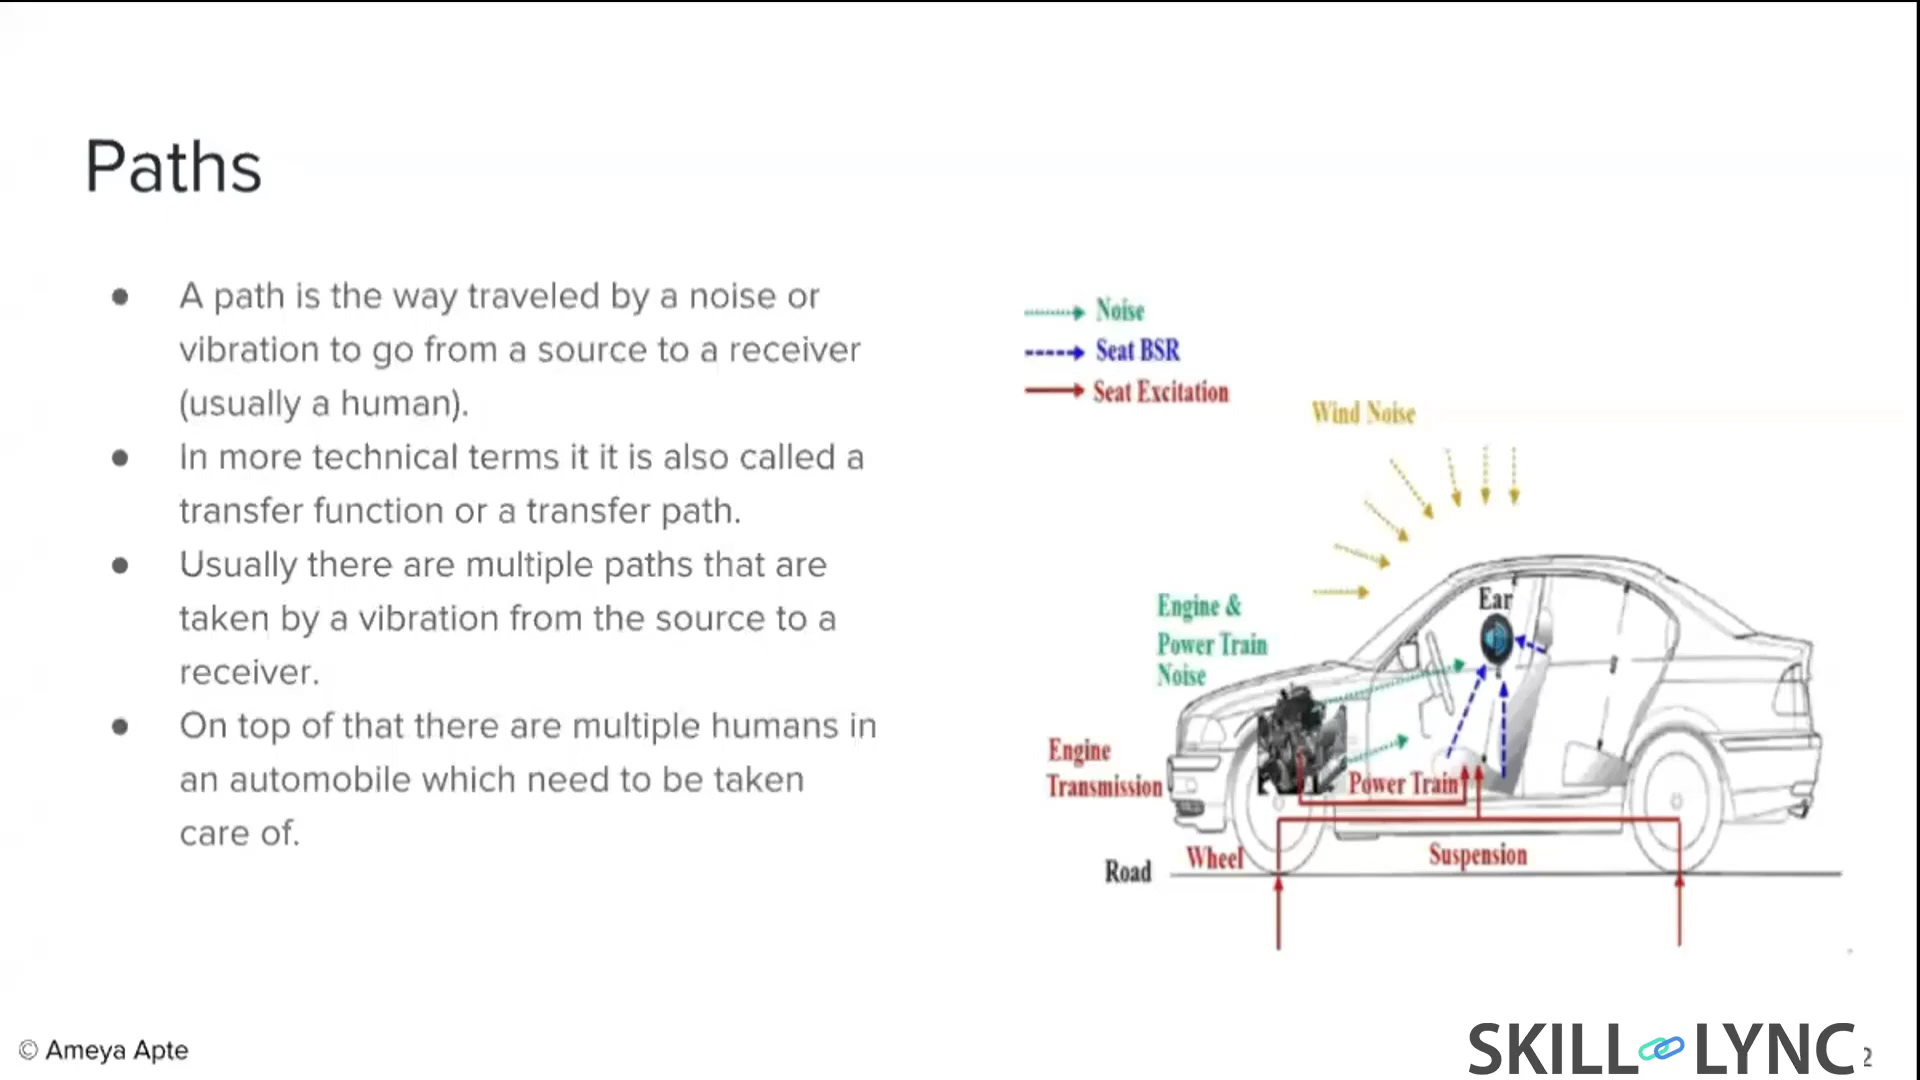 Paths
● A path is the way traveled by a noise or
vibration to go from a source to a receiver
(usually a human).
● In more technical terms it it is also called a
transfer function or a transfer path.
● Usually there are multiple paths that are
taken by a vibration from the source to a
receiver.
● On top of that there are multiple humans in
an automobile which need to be taken
care of.
Noise
Seat BSR
Seat Excitation
Wind Noise
Ear
Engine &
Power Train
Noise
Engine
Transmission
Power Train
Wheel
Suspension
Road
© Ameya Apte
SKILL LYNC
2